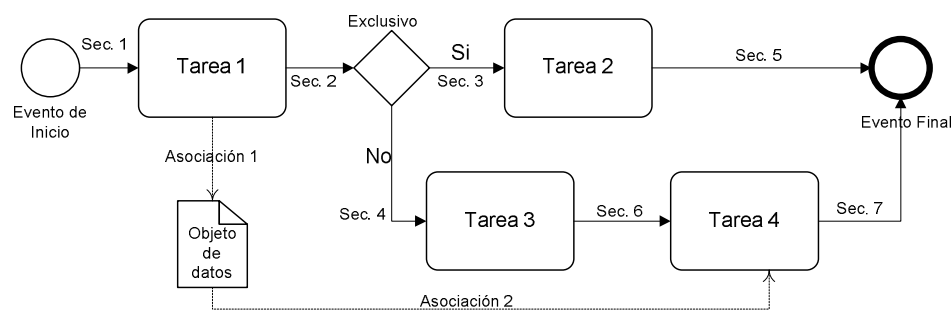 Exclusivo
Sec. 1
Tarea 1
Sec. 2
Si
Sec. 3
Tarea 2
Sec. 5
Evento de
Inicio
Evento Final
Asociación 1
No
Sec. 4
Tarea 3
Sec. 6
Tarea 4
Sec. 7
Objeto
de
datos
Asociación 2